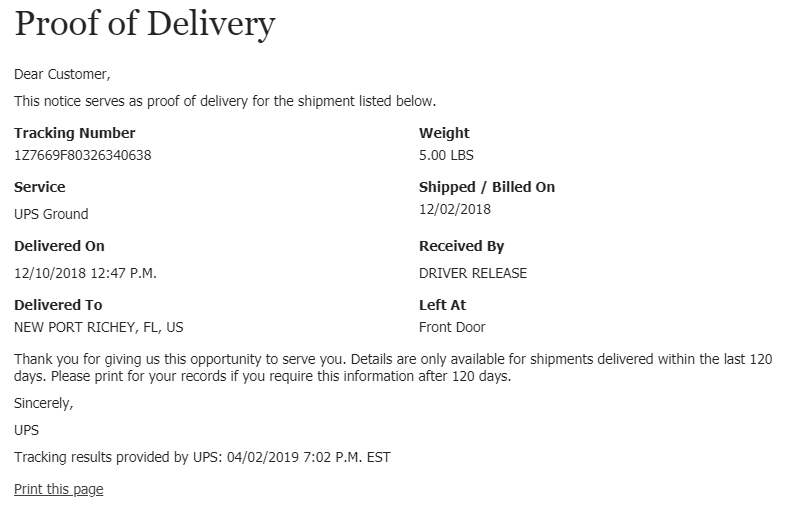 Proof of Delivery
Dear Customer,
This notice serves as proof of delivery for the shipment listed below.
Tracking Number
1Z7669F80326340638
Weight
5.00 LBS
Service
UPS Ground
Shipped / Billed On
12/02/2018
Delivered On
12/10/2018 12:47 P.M.
Received By
DRIVER RELEASE
Delivered To
NEW PORT RICHEY, FL, US
Left At
Front Door
Thank you for giving us this opportunity to serve you. Details are only available for shipments delivered within the last 120
days. Please print for your records if you require this information after 120 days.
Sincerely,
UPS
Tracking results provided by UPS: 04/02/2019 7:02 P.M. EST
Print this page